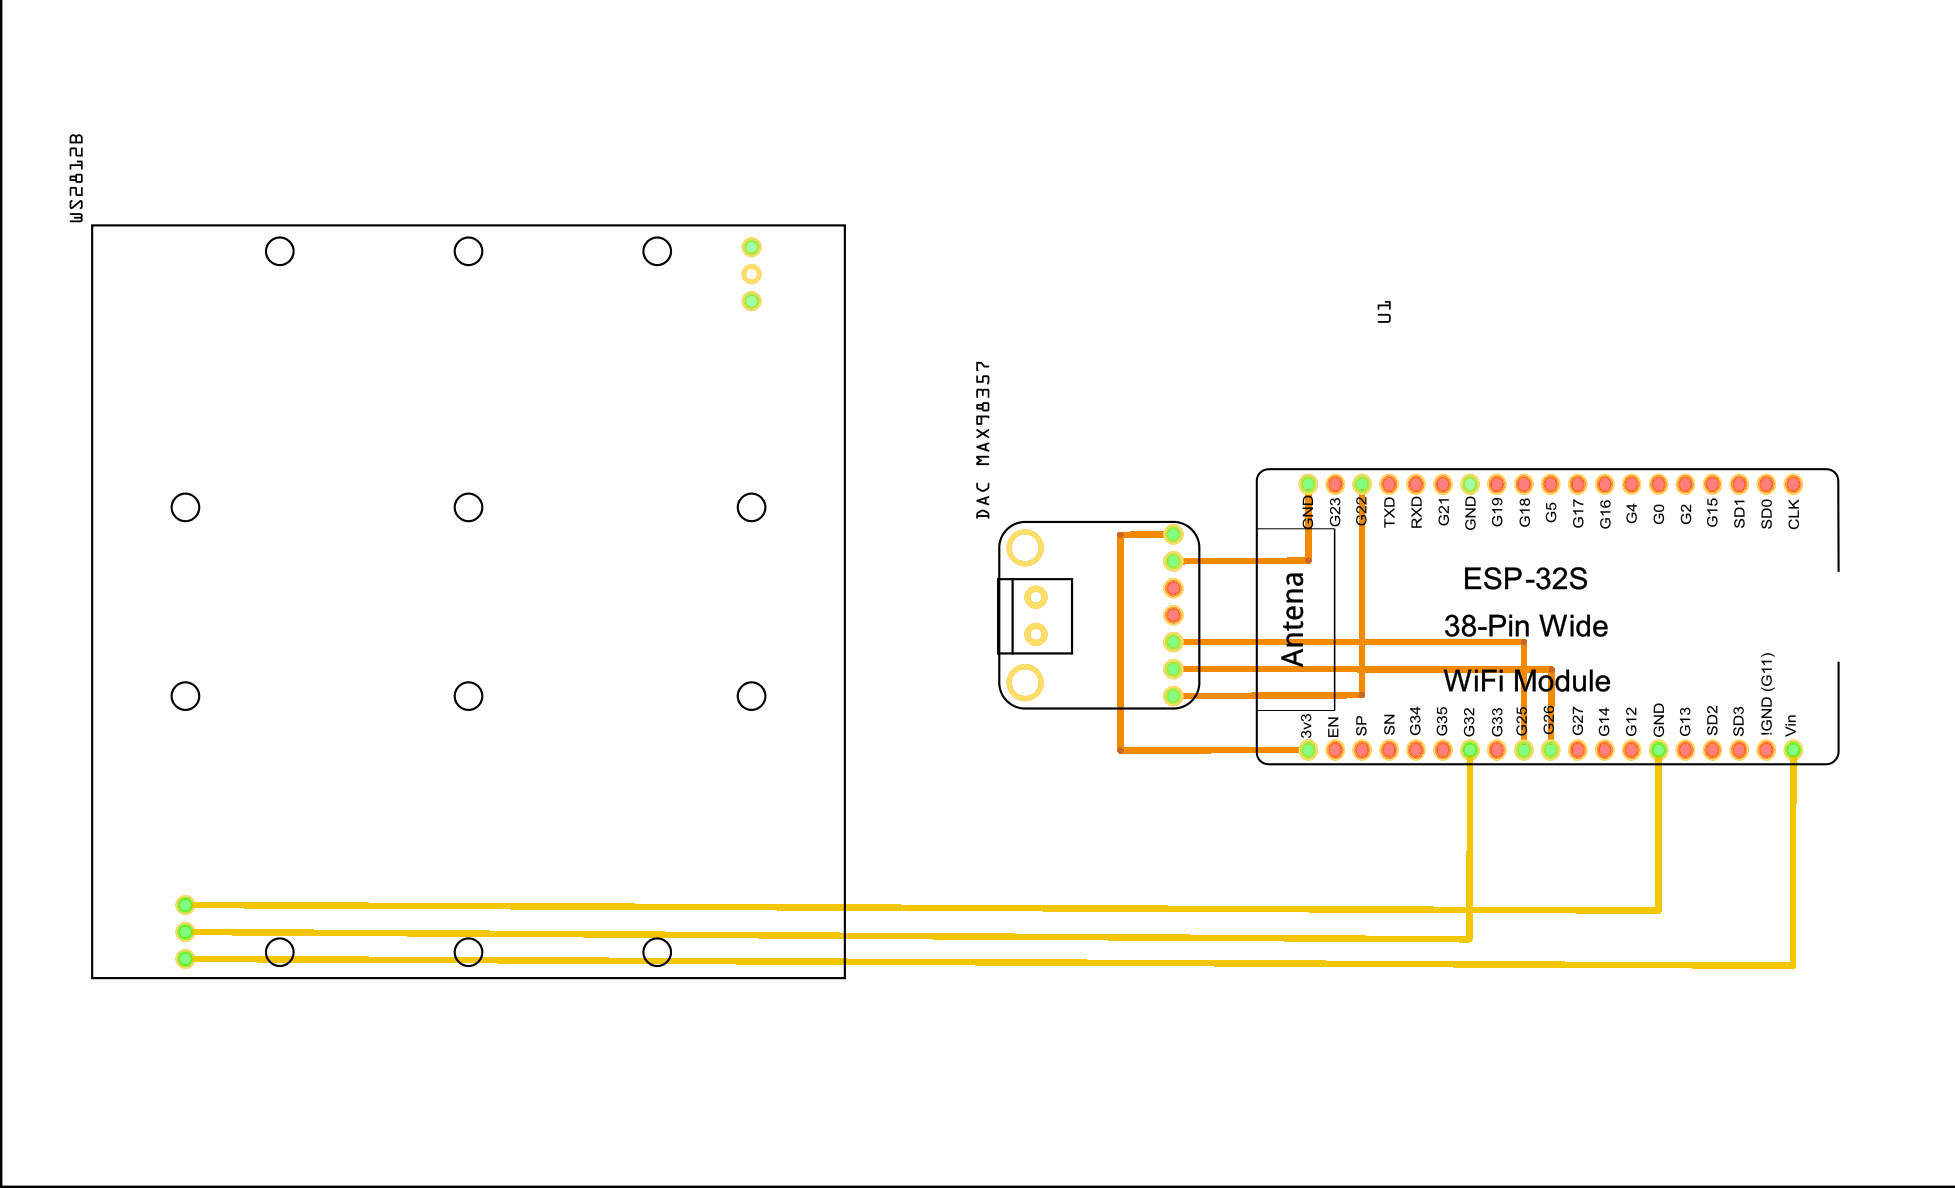 WS2812B
U1
DAC MAX98357
GND
G23
G22
TXD
RXD
G21
GND
G19
G18
G5
G17
G16
G4
G0
G2
G15
SD1
SD0
CLK
ESP-32S
38-Pin Wide
WiFi Module
Antena
3v3
EN
SP
SN
G34
G35
G32
G33
G25
G26
G27
G14
G12
GND
G13
SD2
SD3
!GND (G11)
Vin